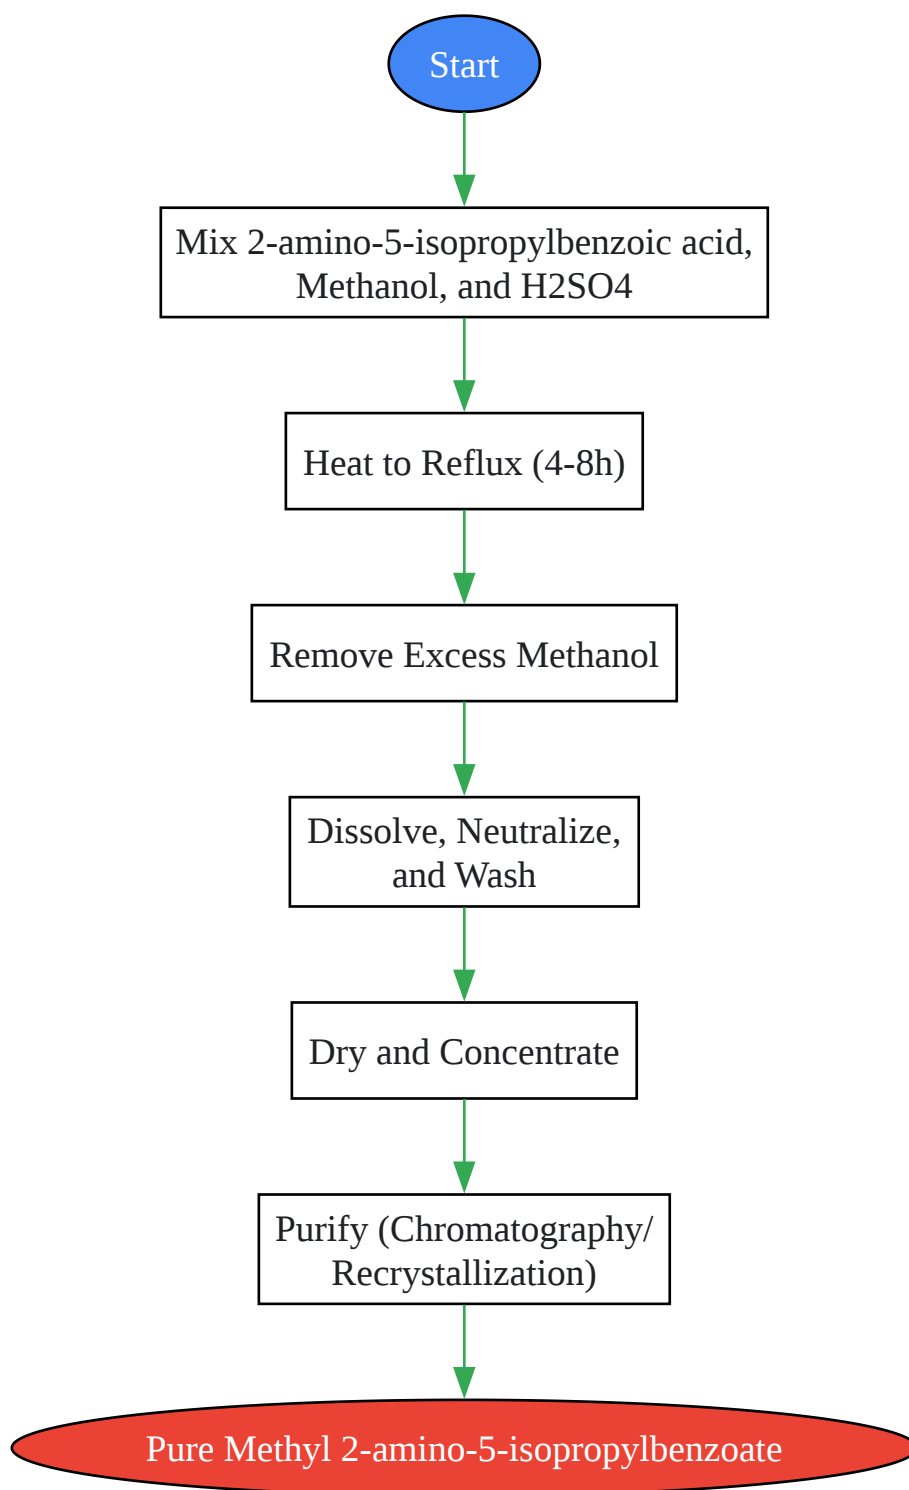 Start
Mix 2-amino-5-isopropylbenzoic acid,
Methanol, and H2SO4
Heat to Reflux (4-8h)
Remove Excess Methanol
Dissolve, Neutralize,
and Wash
Dry and Concentrate
Purify (Chromatography/
Recrystallization)
Pure Methyl 2-amino-5-isopropylbenzoate